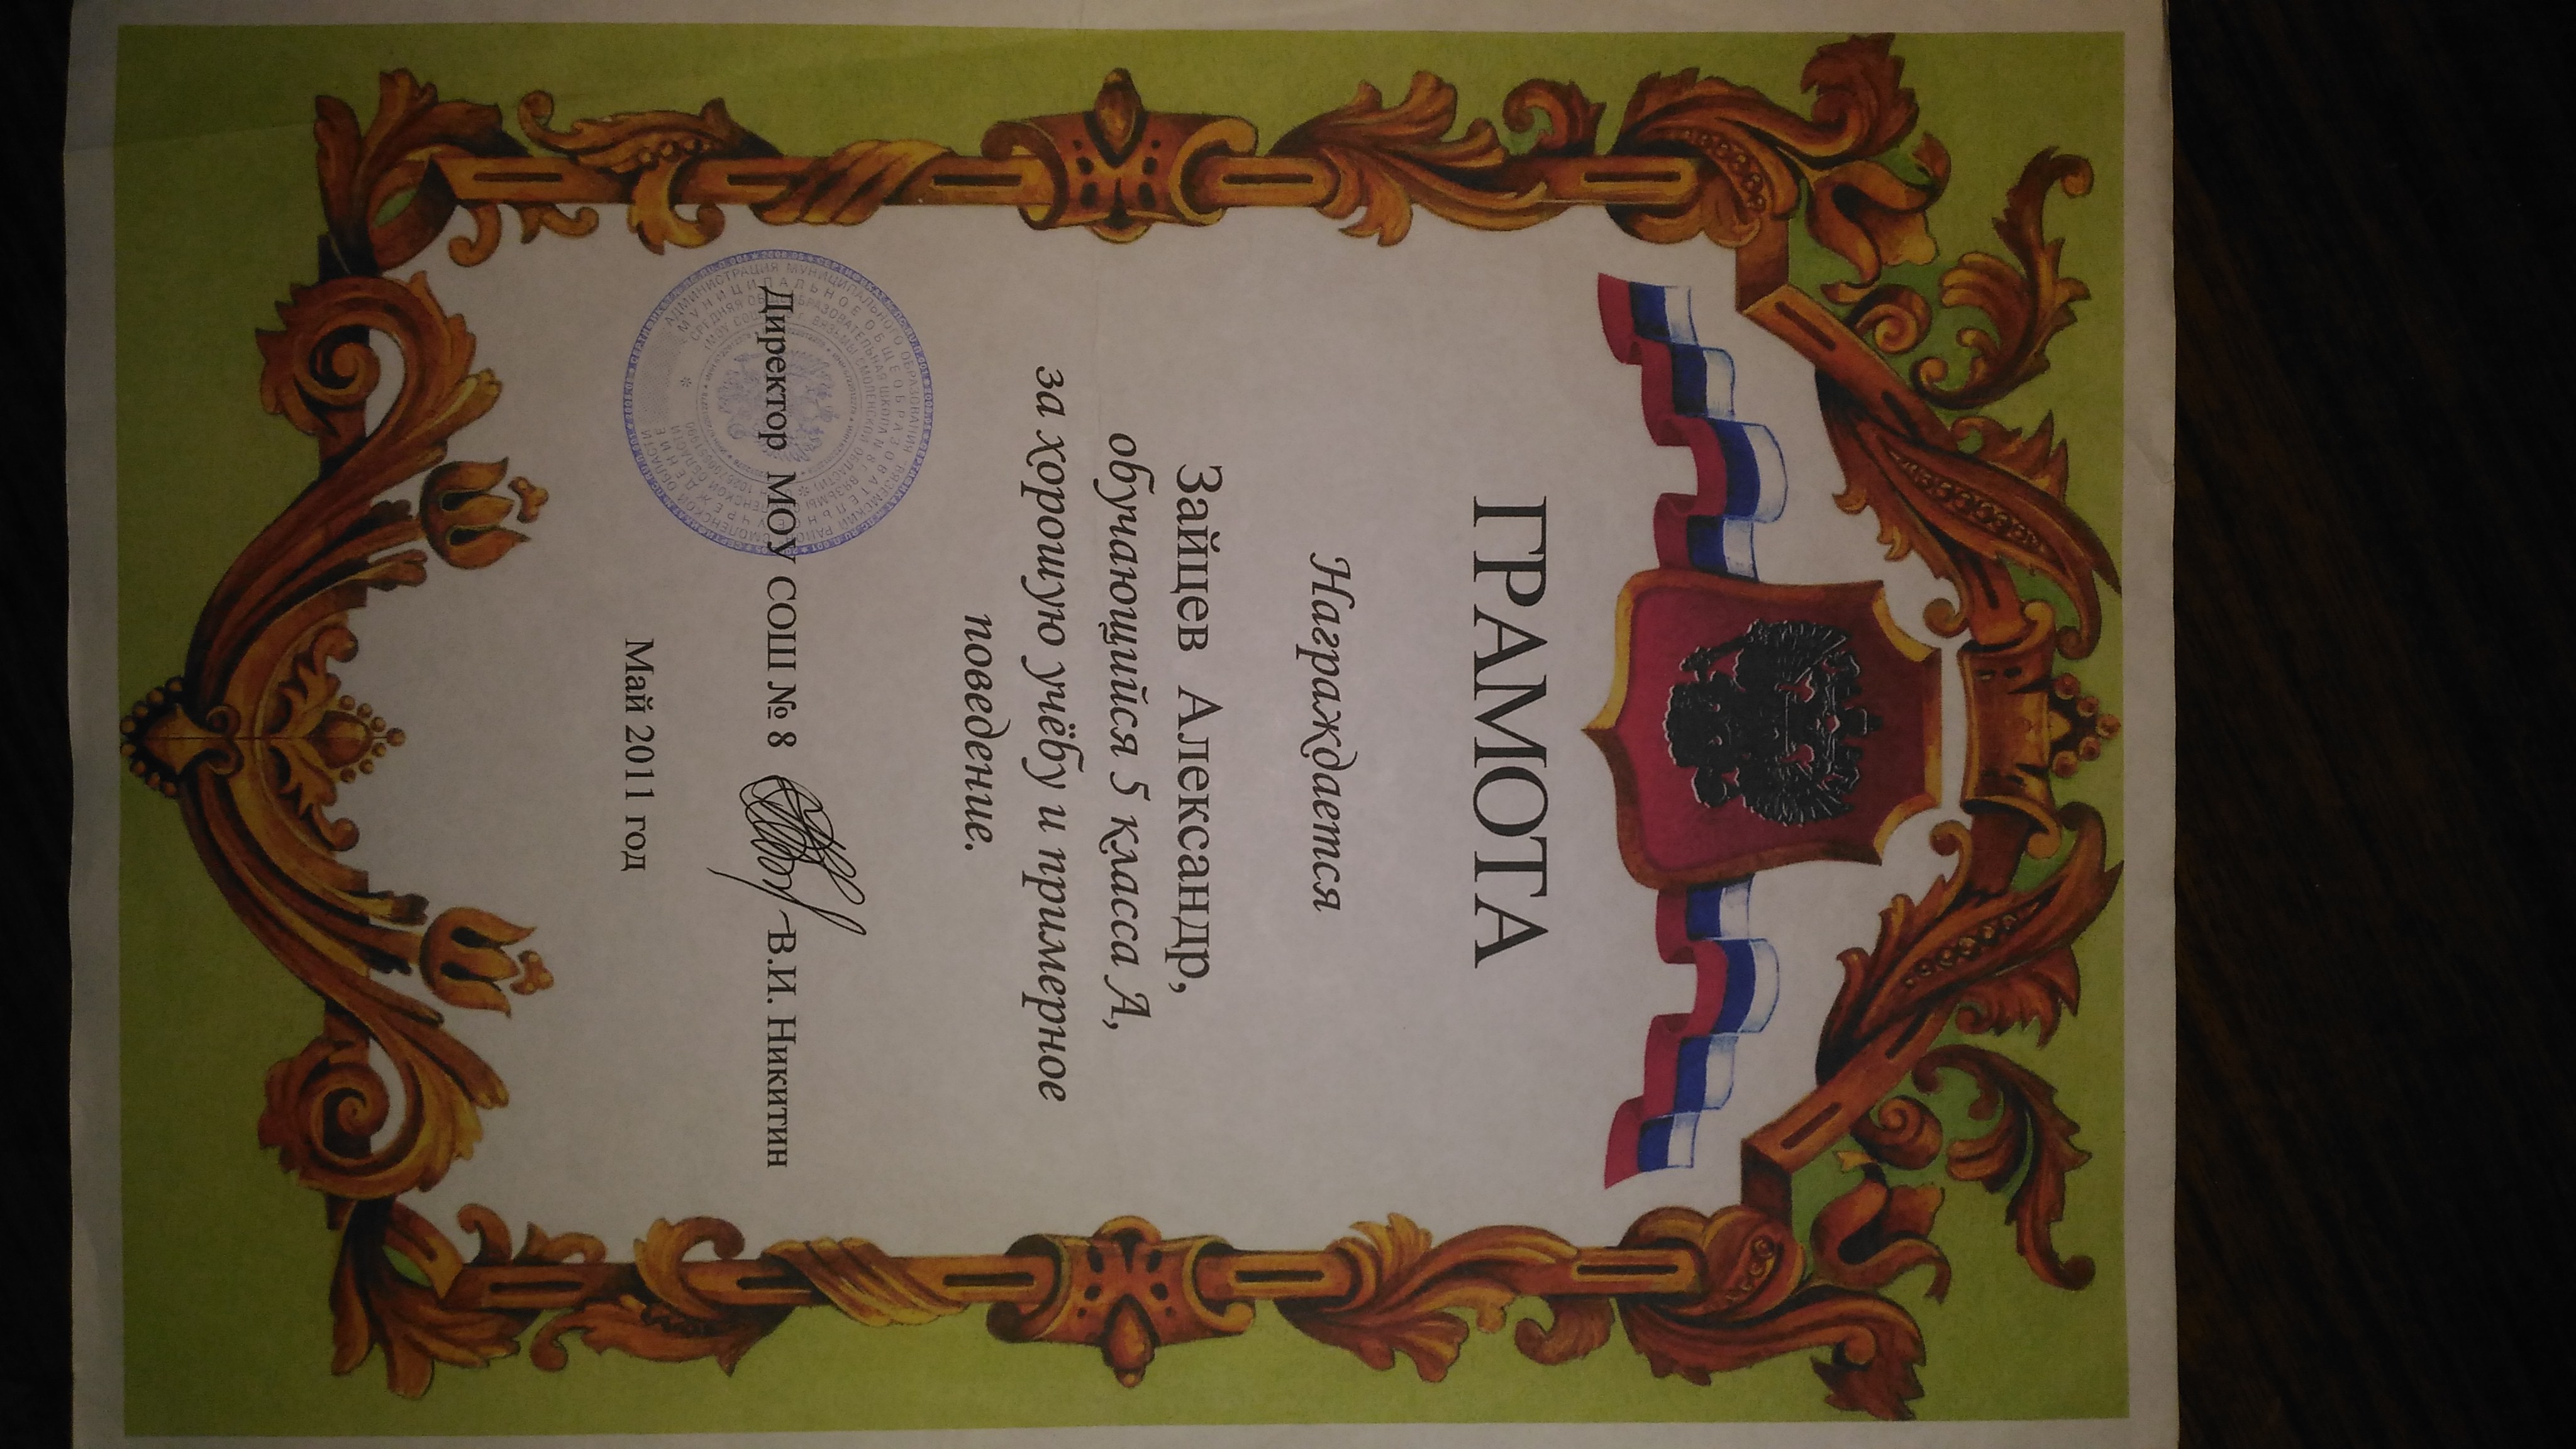 ГРАМОТА
Награждается
Зайцев Александр,
обучающийся 5 класса А,
за хорошую учёбу и примерное
поведение.
Директор МОУ СОШ № 8 В.И. Никитин
Май 2011 год